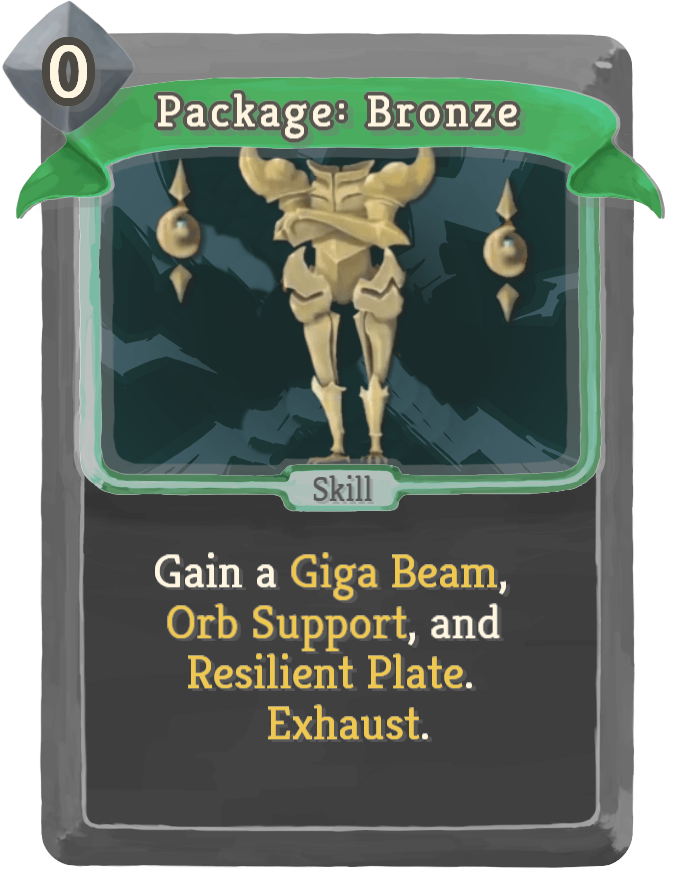 0
Package: Bronze
Skill
Gain a Giga Beam,
Orb Support, and
Resilient Plate.
Exhaust.